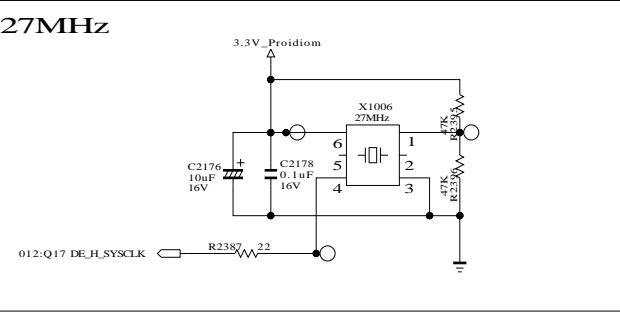 27MHz
3.3V_Proidiom
X1006
27MHz
47K
R2395
6
1
5
2
4
3
C2176
10uF
16V
+
C2178
0.1uF
16V
47K
R2396
R2387
22
012:Q17 DE_H_SYSCLK